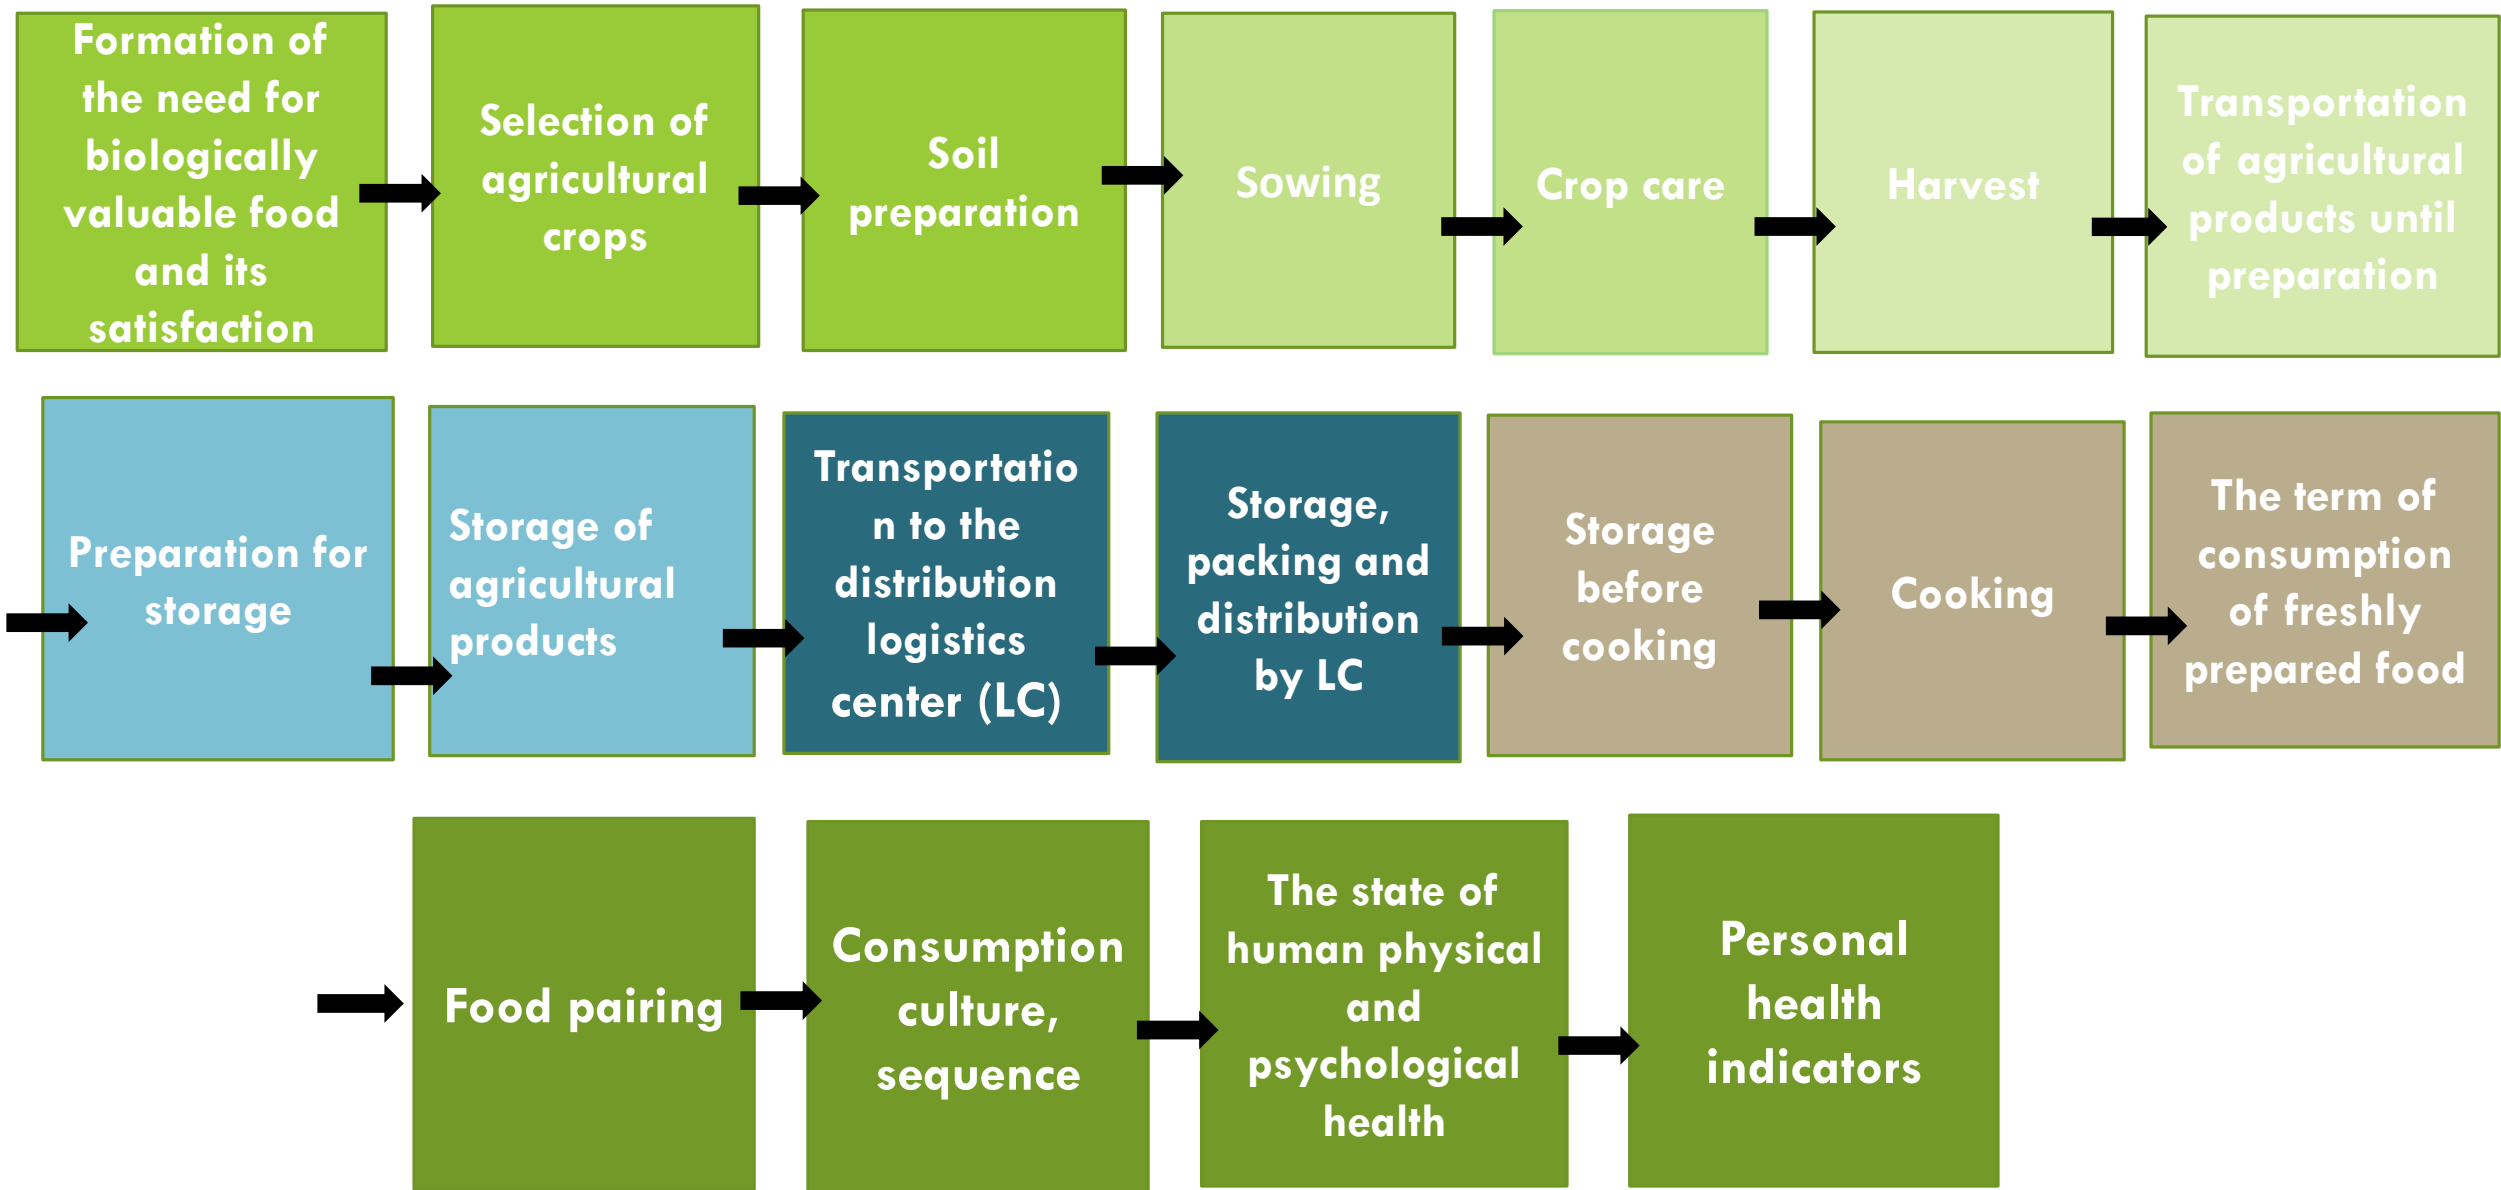 Formation of
the need for
biologically
valuable food
and its
satisfaction
Selection of
agricultural
crops
Soil
preparation
Sowing
Crop care
Harvest
Transportation
of agricultural
products until
preparation
Preparation for
storage
Storage of
agricultural
products
Transportatio
n to the
distribution
logistics
center (LC)
Storage,
packing and
distribution
by LC
Storage
before
cooking
Cooking
The term of
consumption
of freshly
prepared food
Food pairing
Consumption
culture,
sequence
The state of
human physical
and
psychological
health
Personal
health
indicators